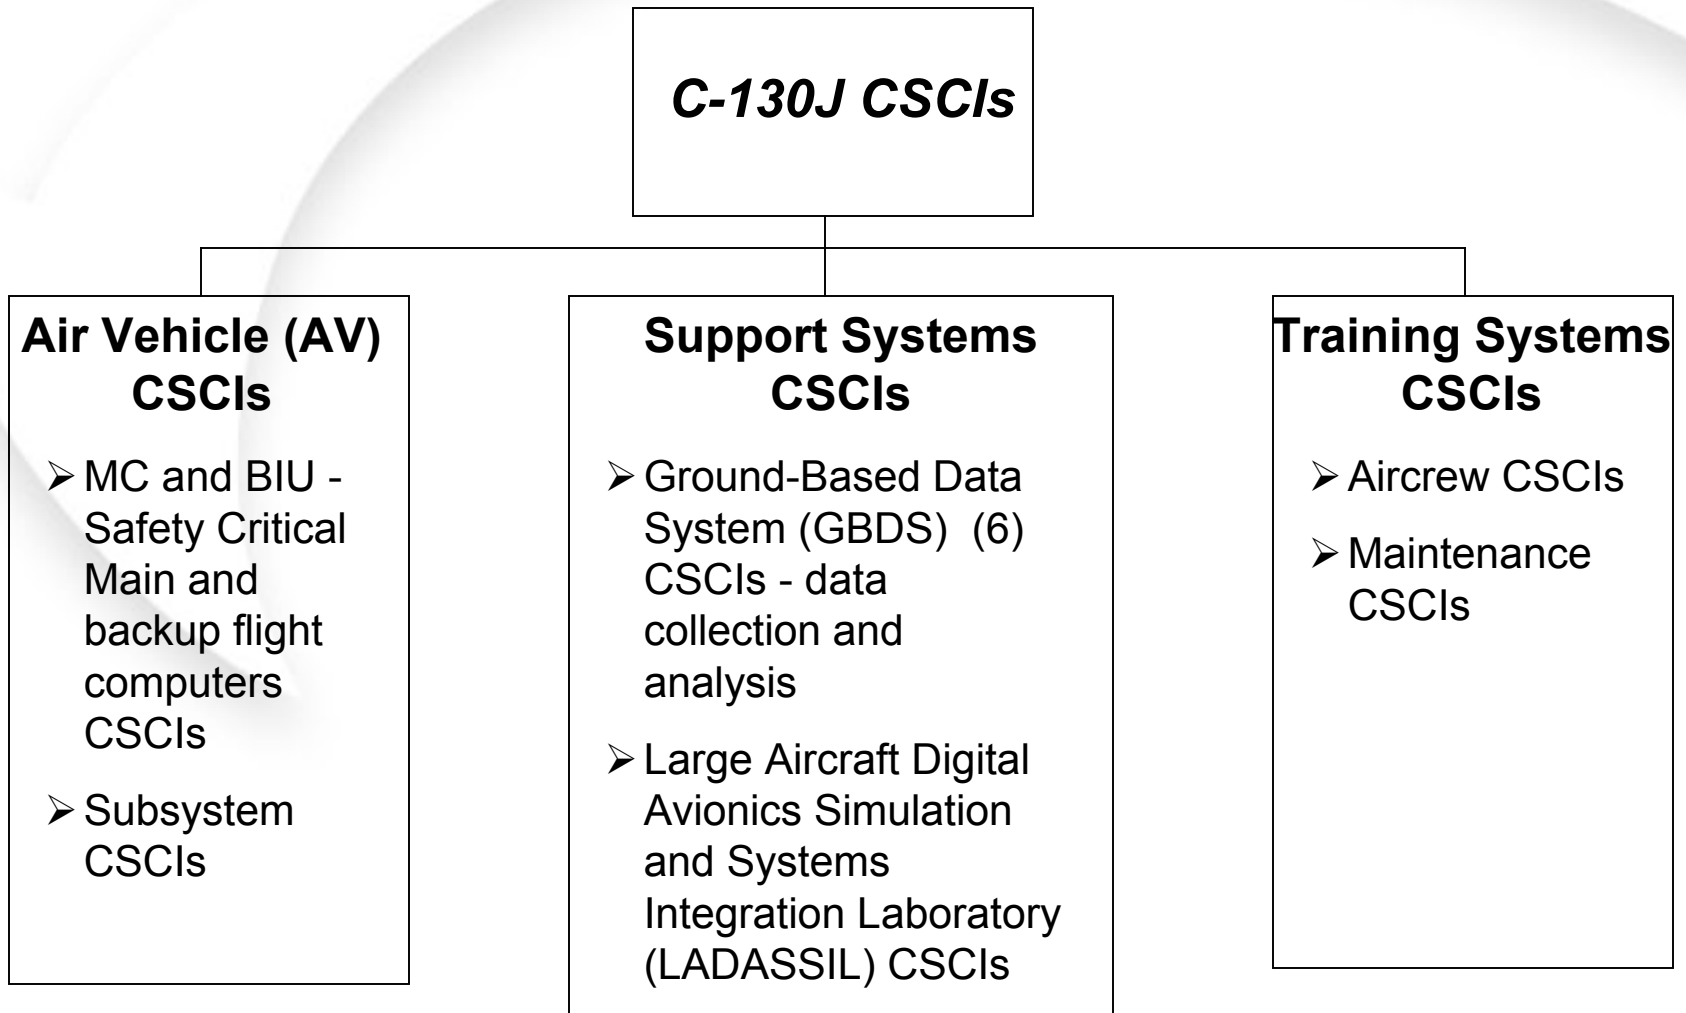 C-130J CSCIs
Air Vehicle (AV)
CSCIs
➢ MC and BIU -
Safety Critical
Main and
backup flight
computers
CSCIs
➢ Subsystem
CSCIs
Support Systems
CSCIs
➢ Ground-Based Data
System (GBDS)  (6)
CSCIs - data
collection and
analysis
➢ Large Aircraft Digital
Avionics Simulation
and Systems
Integration Laboratory
(LADASSIL) CSCIs
Training Systems
CSCIs
➢ Aircrew CSCIs
➢ Maintenance
CSCIs